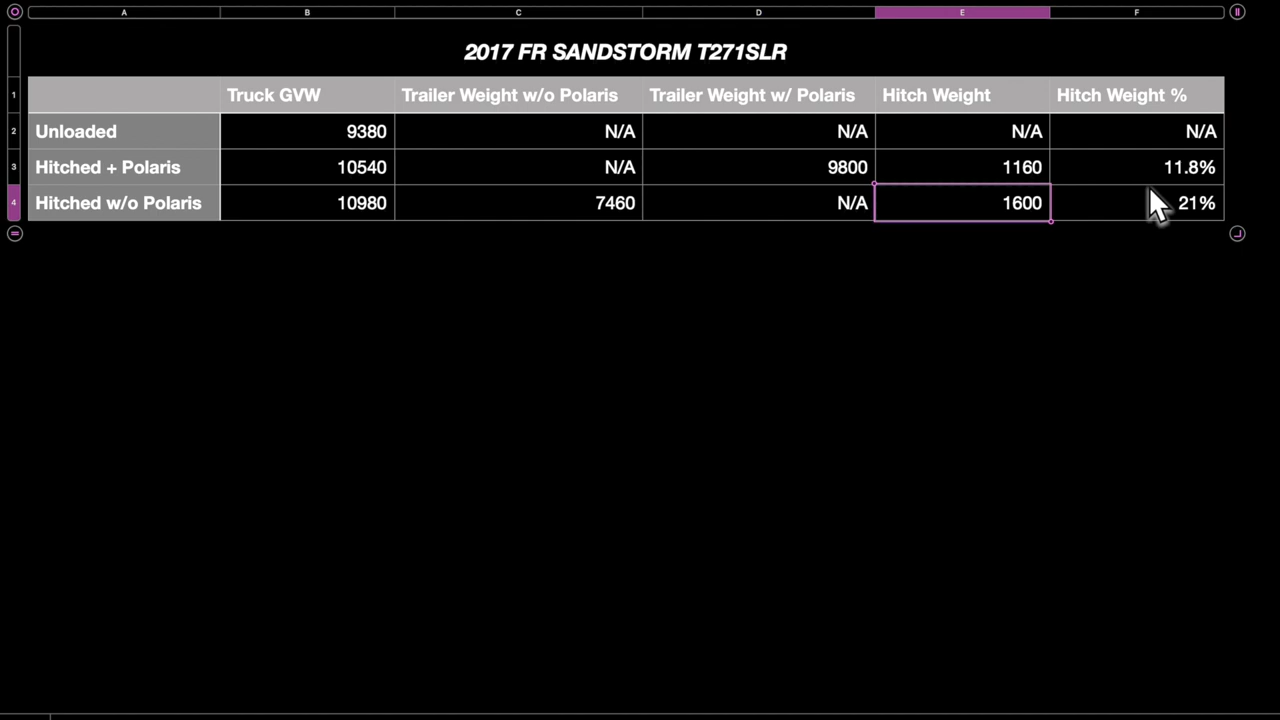 A B C D E F
2017 FR SANDSTORM T271SLR
1 Truck GVW Trailer Weight w/o Polaris Trailer Weight w/ Polaris Hitch Weight Hitch Weight %
2 Unloaded 9380 N/A N/A N/A N/A
3 Hitched + Polaris 10540 N/A 9800 1160 11.8%
4 Hitched w/o Polaris 10980 7460 N/A 1600 21%